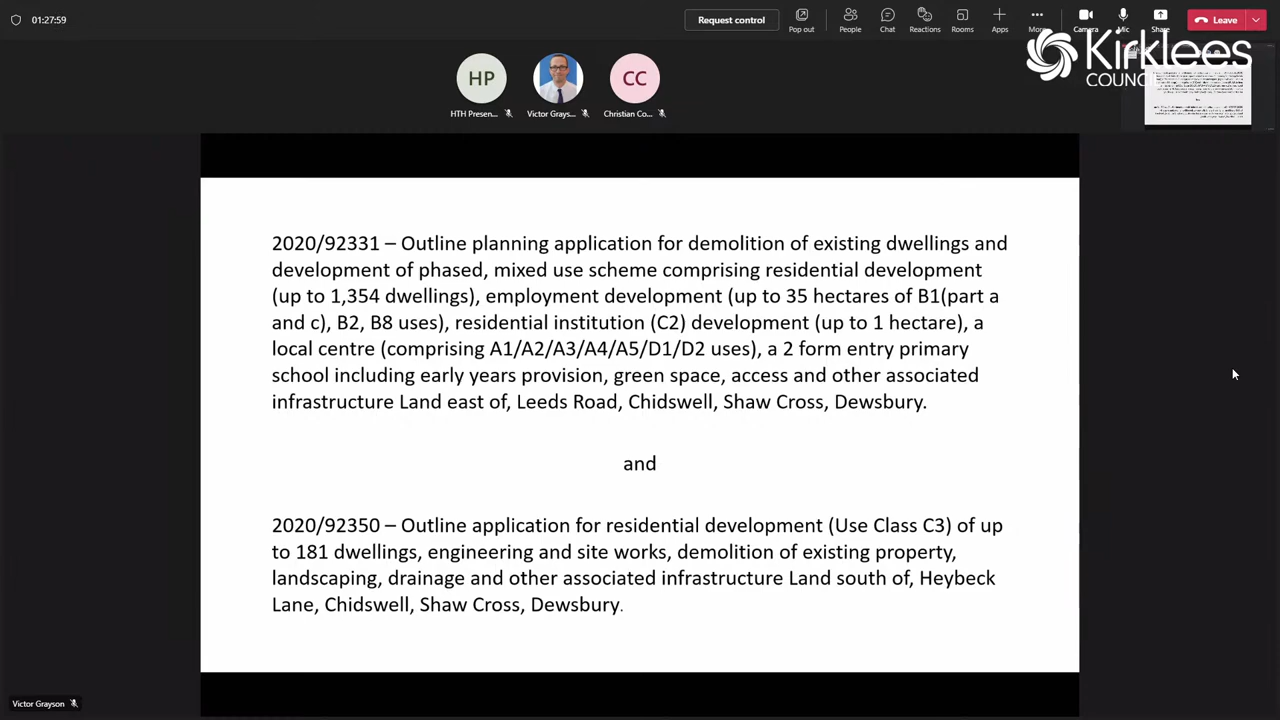 01:27:59
Request control
Pop out
People
Chat
Reactions
Rooms
Apps
More
Camera
Mic
Share
Leave
Kirklees
COUNCIL
HP
CC
HTH Presen...
Victor Grays...
Christian Co...
2020/92331 – Outline planning application for demolition of existing dwellings and
development of phased, mixed use scheme comprising residential development
(up to 1,354 dwellings), employment development (up to 35 hectares of B1(part a
and c), B2, B8 uses), residential institution (C2) development (up to 1 hectare), a
local centre (comprising A1/A2/A3/A4/A5/D1/D2 uses), a 2 form entry primary
school including early years provision, green space, access and other associated
infrastructure Land east of, Leeds Road, Chidswell, Shaw Cross, Dewsbury.
and
2020/92350 – Outline application for residential development (Use Class C3) of up
to 181 dwellings, engineering and site works, demolition of existing property,
landscaping, drainage and other associated infrastructure Land south of, Heybeck
Lane, Chidswell, Shaw Cross, Dewsbury.
Victor Grayson